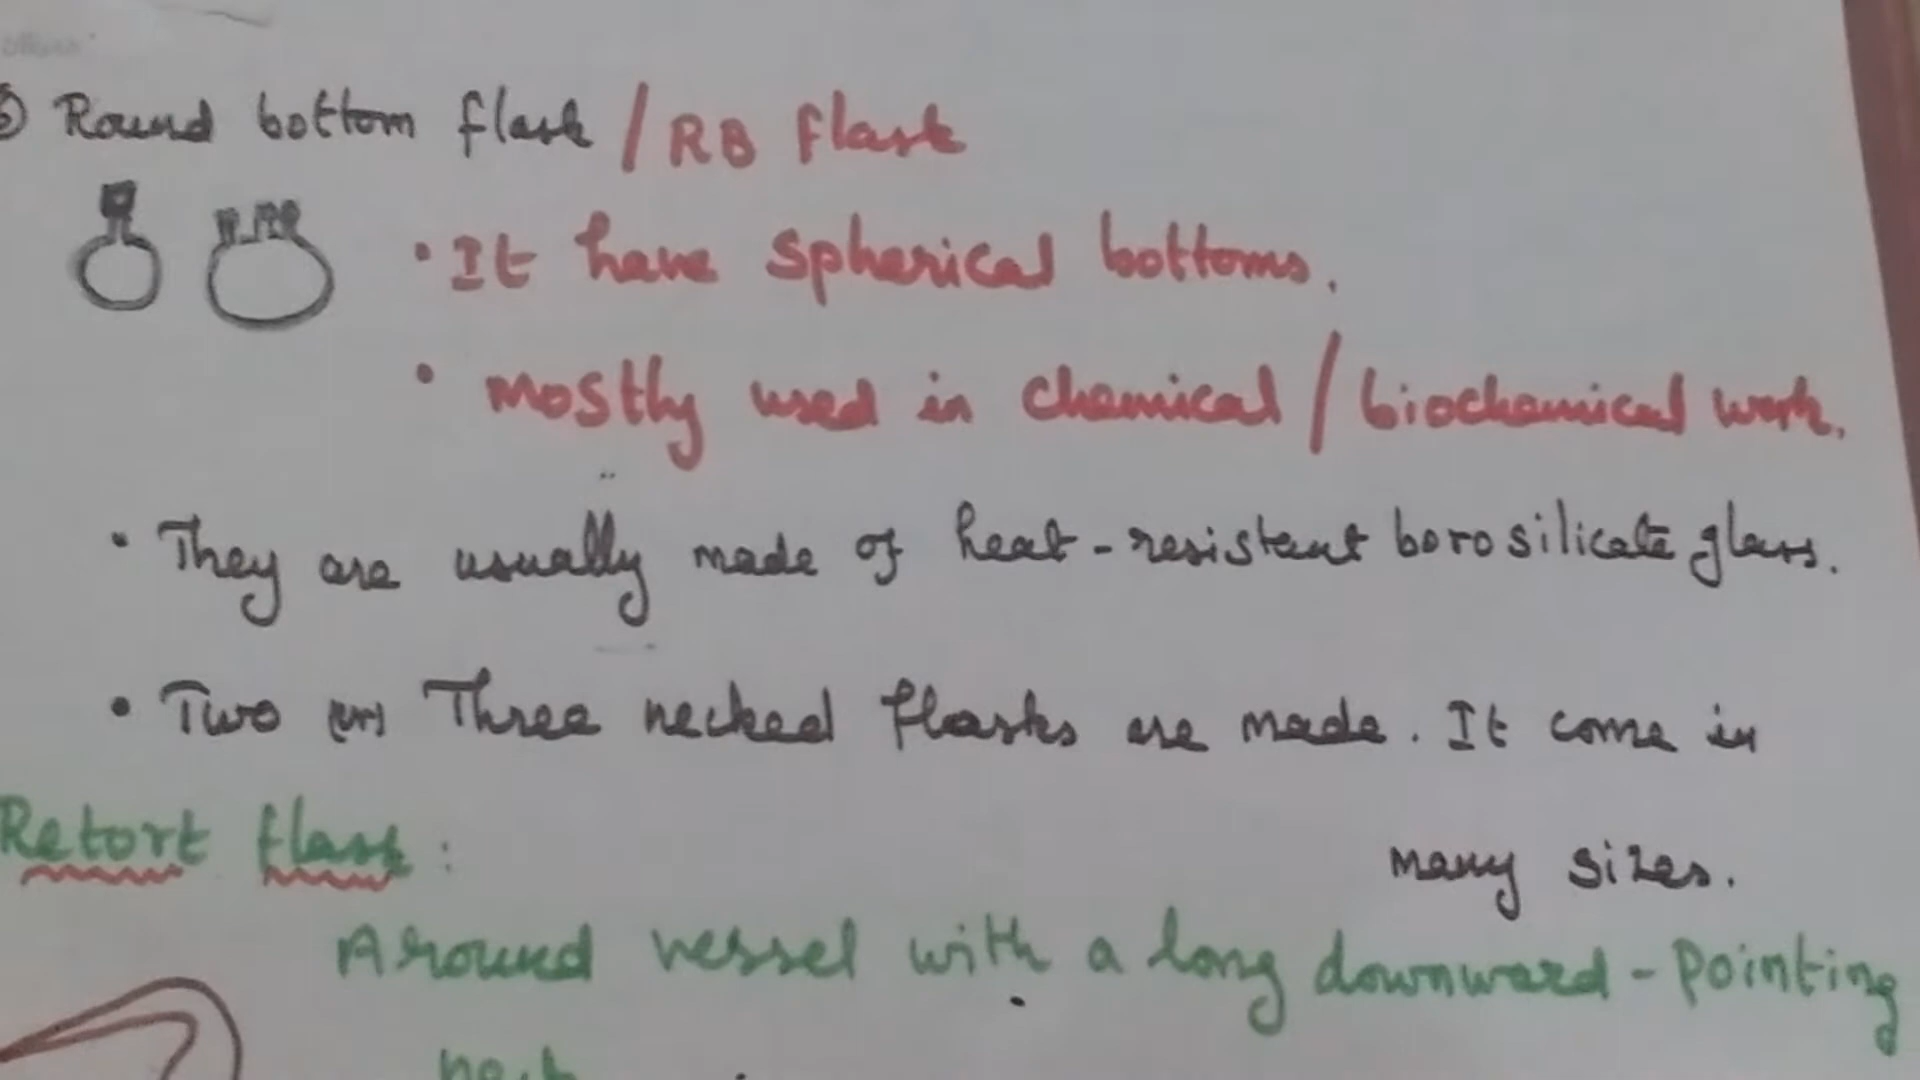 6) Round bottom flask / RB flask
• It have spherical bottoms.
• mostly used in chemical / biochemical work.
• They are usually made of heat-resistant borosilicate glass.
• Two (or) Three necked flasks are made. It come in
many sizes.
Retort flask:
A round vessel with a long downward-pointing